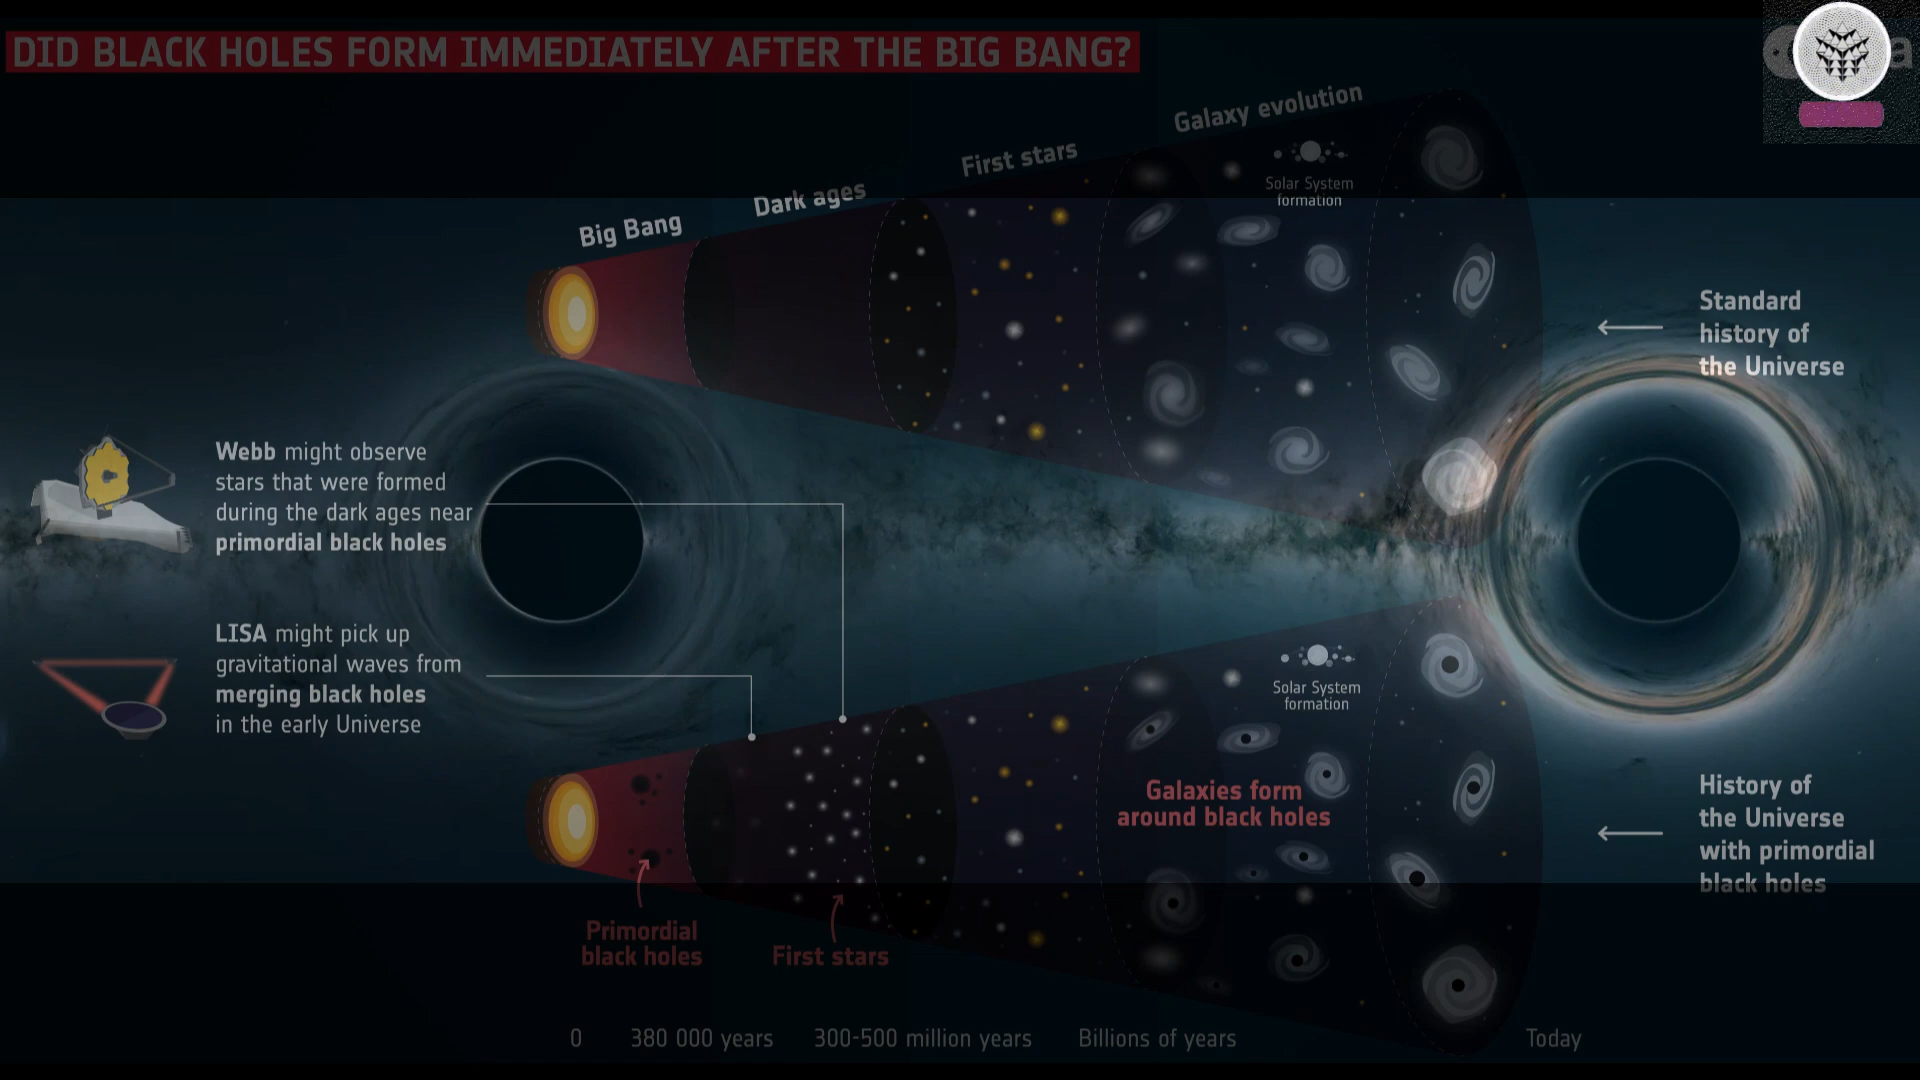 DID BLACK HOLES FORM IMMEDIATELY AFTER THE BIG BANG?
Big Bang
Dark ages
First stars
Galaxy evolution
Solar System
formation
Standard
history of
the Universe
Webb might observe
stars that were formed
during the dark ages near
primordial black holes
LISA might pick up
gravitational waves from
merging black holes
in the early Universe
Solar System
formation
Galaxies form
around black holes
History of
the Universe
with primordial
black holes
Primordial
black holes
First stars
0
380 000 years
300-500 million years
Billions of years
Today